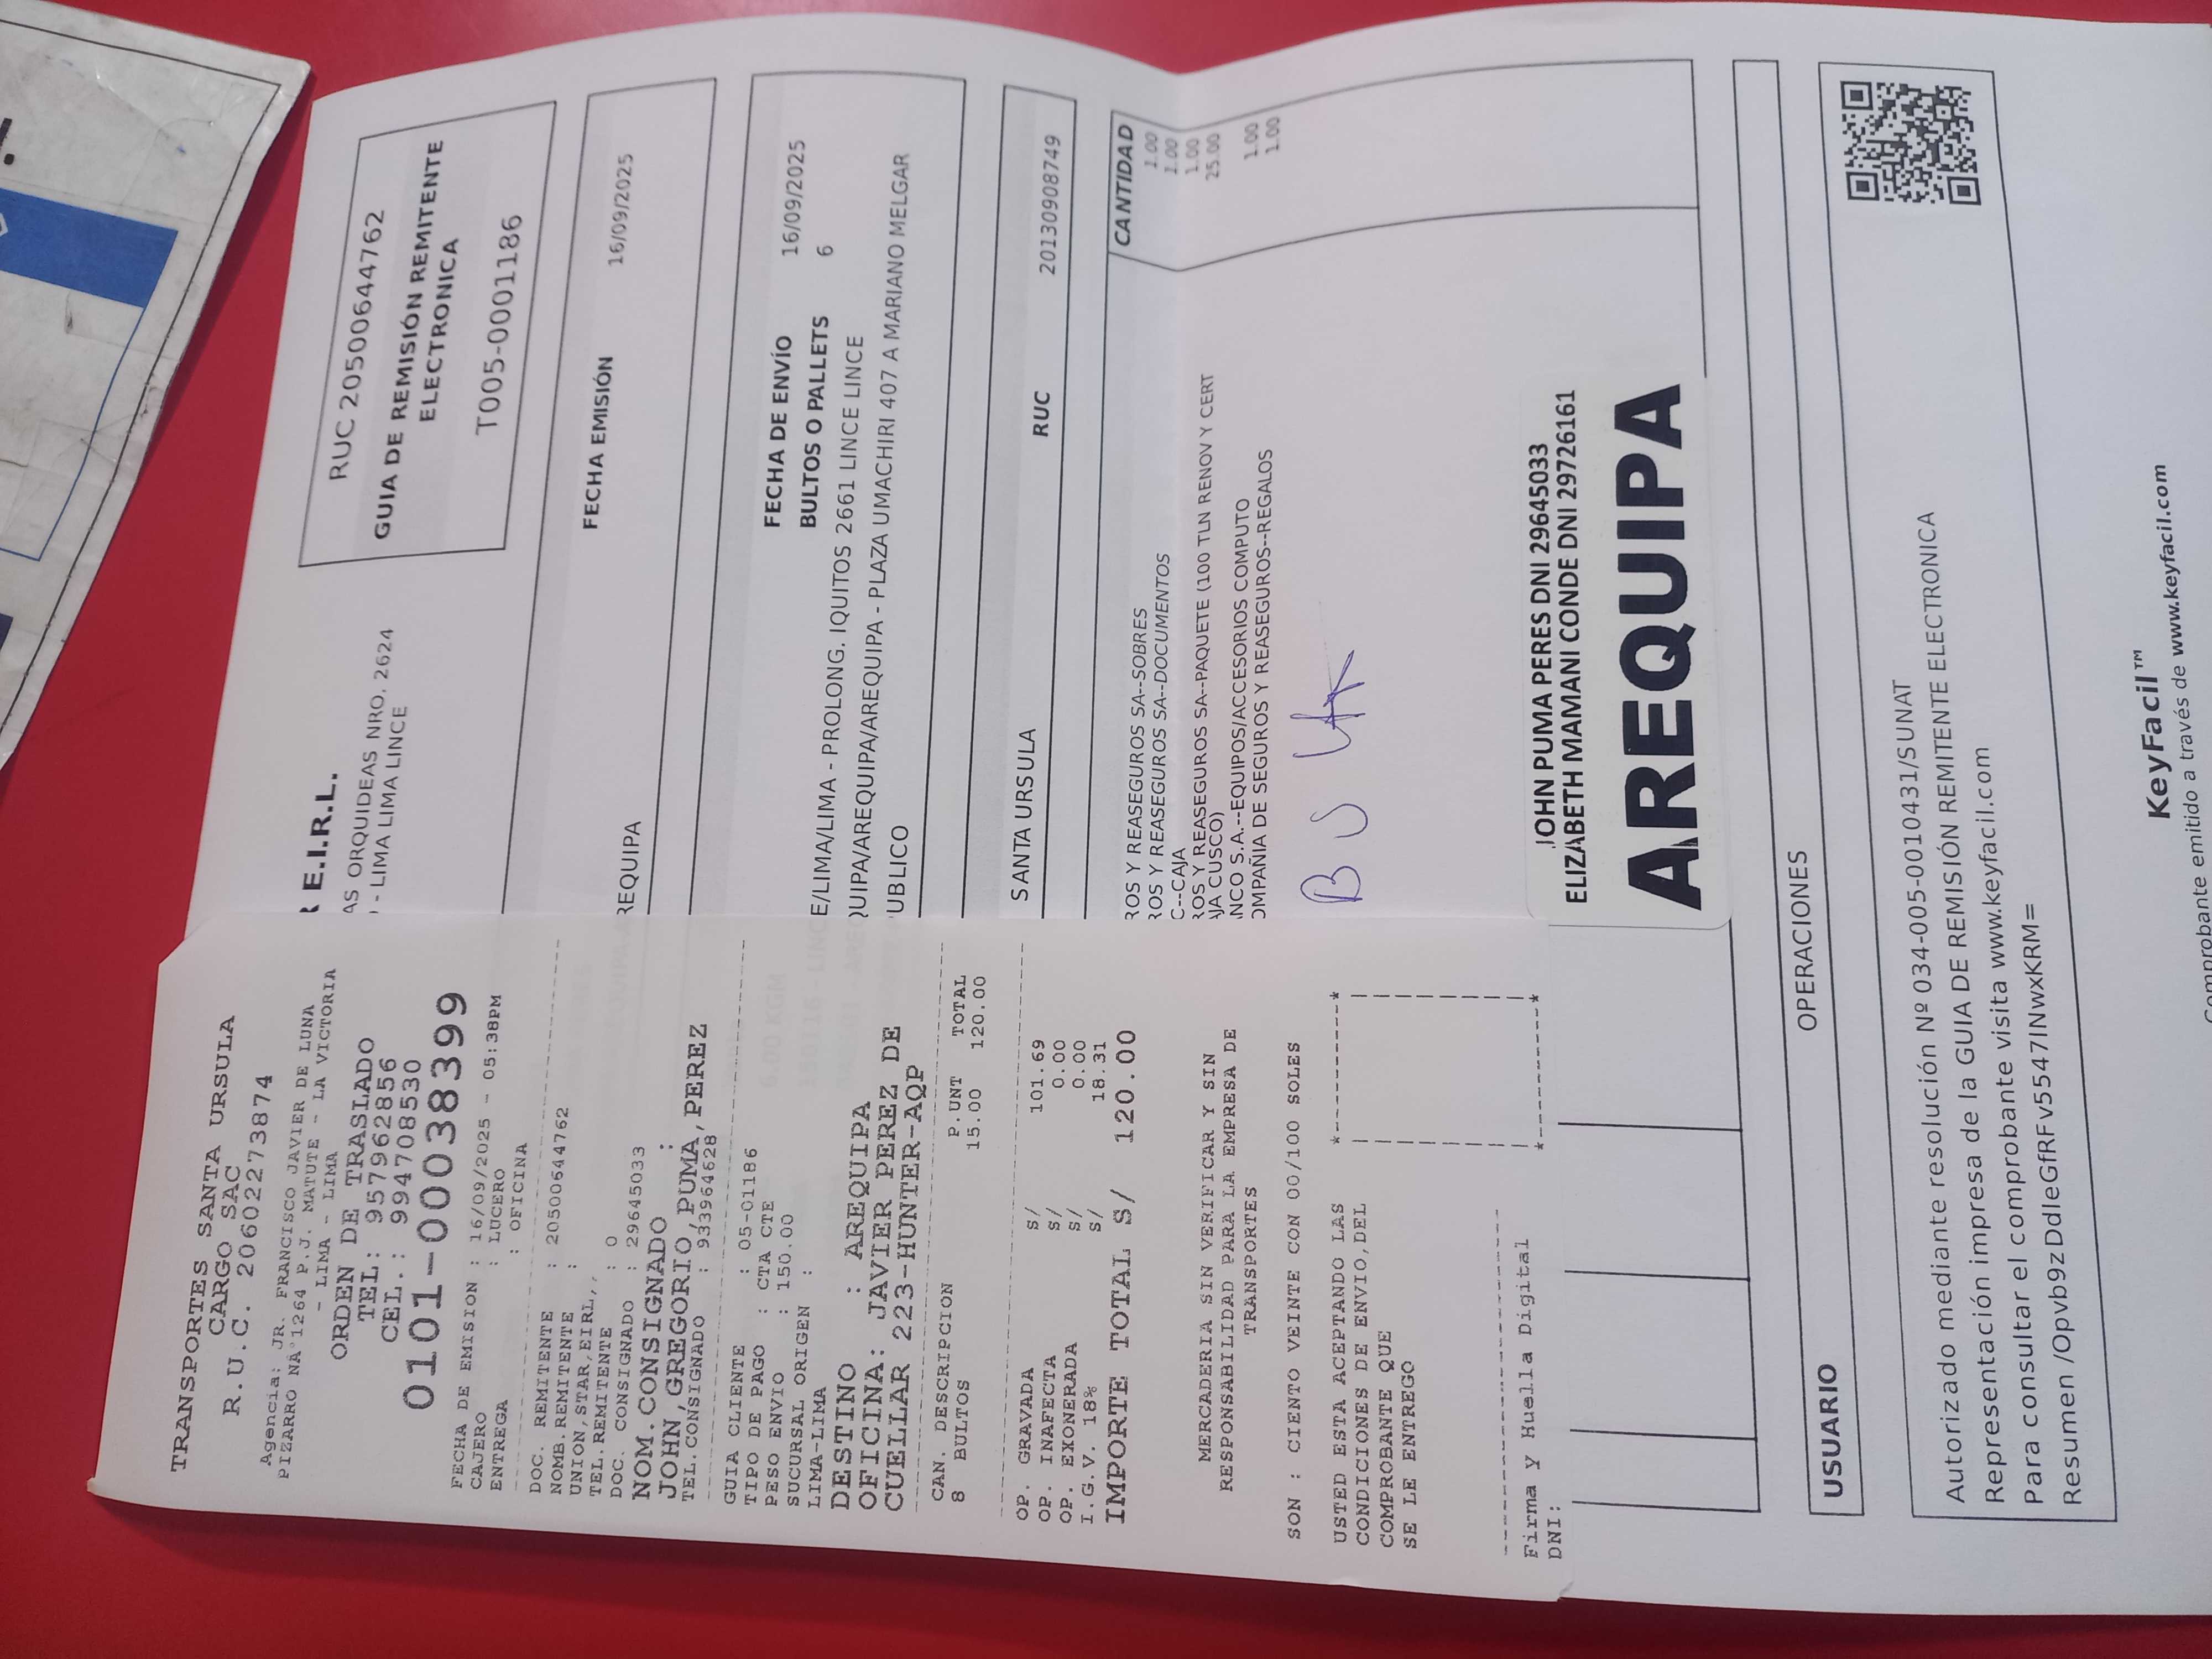 TRANSPORTES SANTA URSULA
CARGO SAC
R.U.C. 20602273874
Agencia: JR. FRANCISCO JAVIER DE LUNA
PIZARRO NÂº1264 P.J. MATUTE - LA VICTORIA
- LIMA - LIMA
ORDEN DE TRASLADO
TEL: 957962856
CEL.: 994708530
0101-00038399
FECHA DE EMISION : 16/09/2025 - 05:38PM
CAJERO : LUCERO
ENTREGA : OFICINA
DOC. REMITENTE : 20500644762
NOMB.REMITENTE :
UNION,STAR,EIRL,,
TEL.REMITENTE : 0
DOC. CONSIGNADO : 29645033
NOM.CONSIGNADO :
JOHN,GREGORIO,PUMA,PEREZ
TEL.CONSIGNADO : 933964628
GUIA CLIENTE : 05-01186
TIPO DE PAGO : CTA CTE
PESO ENVIO : 150.00
SUCURSAL ORIGEN :
LIMA-LIMA
DESTINO : AREQUIPA
OFICINA: JAVIER PEREZ DE
CUELLAR 223-HUNTER-AQP
CAN. DESCRIPCION P.UNT TOTAL
8 BULTOS 15.00 120.00
OP. GRAVADA S/ 101.69
OP. INAFECTA S/ 0.00
OP. EXONERADA S/ 0.00
I.G.V. 18% S/ 18.31
IMPORTE TOTAL S/ 120.00
MERCADERIA SIN VERIFICAR Y SIN
RESPONSABILIDAD PARA LA EMPRESA DE
TRANSPORTES
SON : CIENTO VEINTE CON 00/100 SOLES
USTED ESTA ACEPTANDO LAS
CONDICIONES DE ENVIO,DEL
COMPROBANTE QUE
SE LE ENTREGO
Firma y Huella Digital
DNI:
E.I.R.L.
AS ORQUIDEAS NRO. 2624
- LIMA LIMA LINCE
RUC 20500644762
GUIA DE REMISIÓN REMITENTE
ELECTRONICA
T005-0001186
REQUIPA
FECHA EMISIÓN 16/09/2025
FECHA DE ENVÍO 16/09/2025
BULTOS O PALLETS 6
E/LIMA/LIMA - PROLONG. IQUITOS 2661 LINCE LINCE
QUIPA/AREQUIPA/AREQUIPA - PLAZA UMACHIRI 407 A MARIANO MELGAR
UBLICO
SANTA URSULA RUC 20130908749
CANTIDAD
ROS Y REASEGUROS SA--SOBRES 1.00
ROS Y REASEGUROS SA--DOCUMENTOS 1.00
C--CAJA 1.00
ROS Y REASEGUROS SA--PAQUETE (100 TLN RENOV Y CERT 25.00
AJA CUSCO)
NCO S.A.--EQUIPOS/ACCESORIOS COMPUTO 1.00
OMPAÑIA DE SEGUROS Y REASEGUROS--REGALOS 1.00
JOHN PUMA PERES DNI 29645033
ELIZABETH MAMANI CONDE DNI 29726161
AREQUIPA
OPERACIONES
USUARIO
Autorizado mediante resolución Nº 034-005-0010431/SUNAT
Representación impresa de la GUIA DE REMISIÓN REMITENTE ELECTRONICA
Para consultar el comprobante visita www.keyfacil.com
Resumen /Opvb9zDdleGfRFv5547INwxKRM=
KeyFacil™
Comprobante emitido a través de www.keyfacil.com